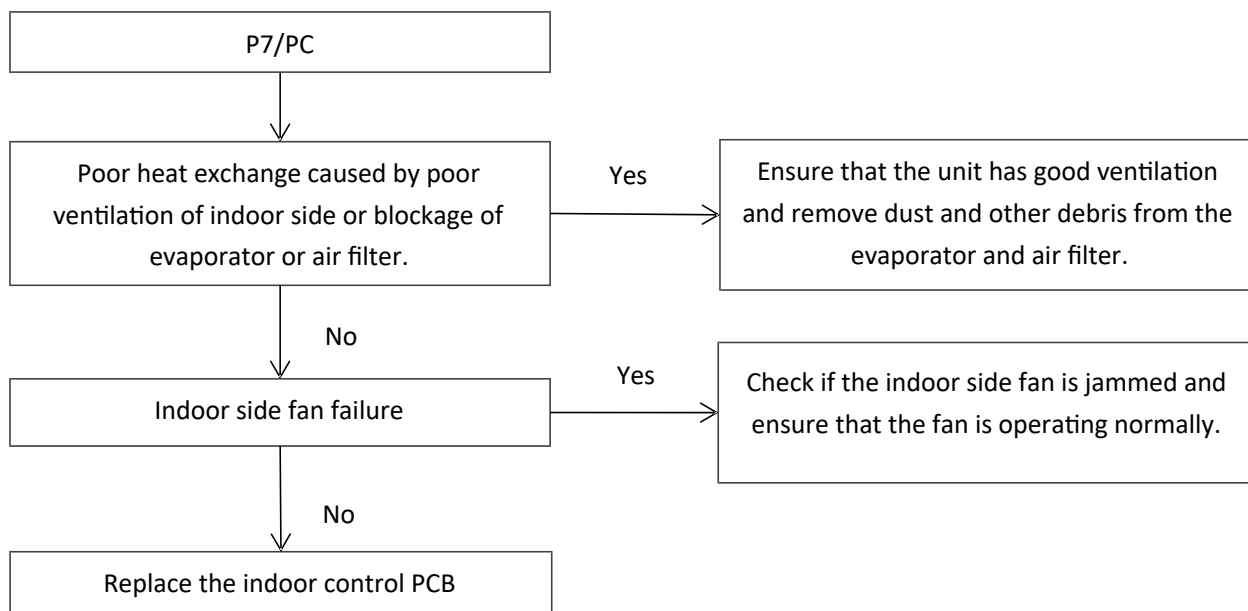 P7/PC
Poor heat exchange caused by poor
ventilation of indoor side or blockage of
evaporator or air filter.
Yes
Ensure that the unit has good ventilation
and remove dust and other debris from the
evaporator and air filter.
No
Indoor side fan failure
Yes
Check if the indoor side fan is jammed and
ensure that the fan is operating normally.
No
Replace the indoor control PCB